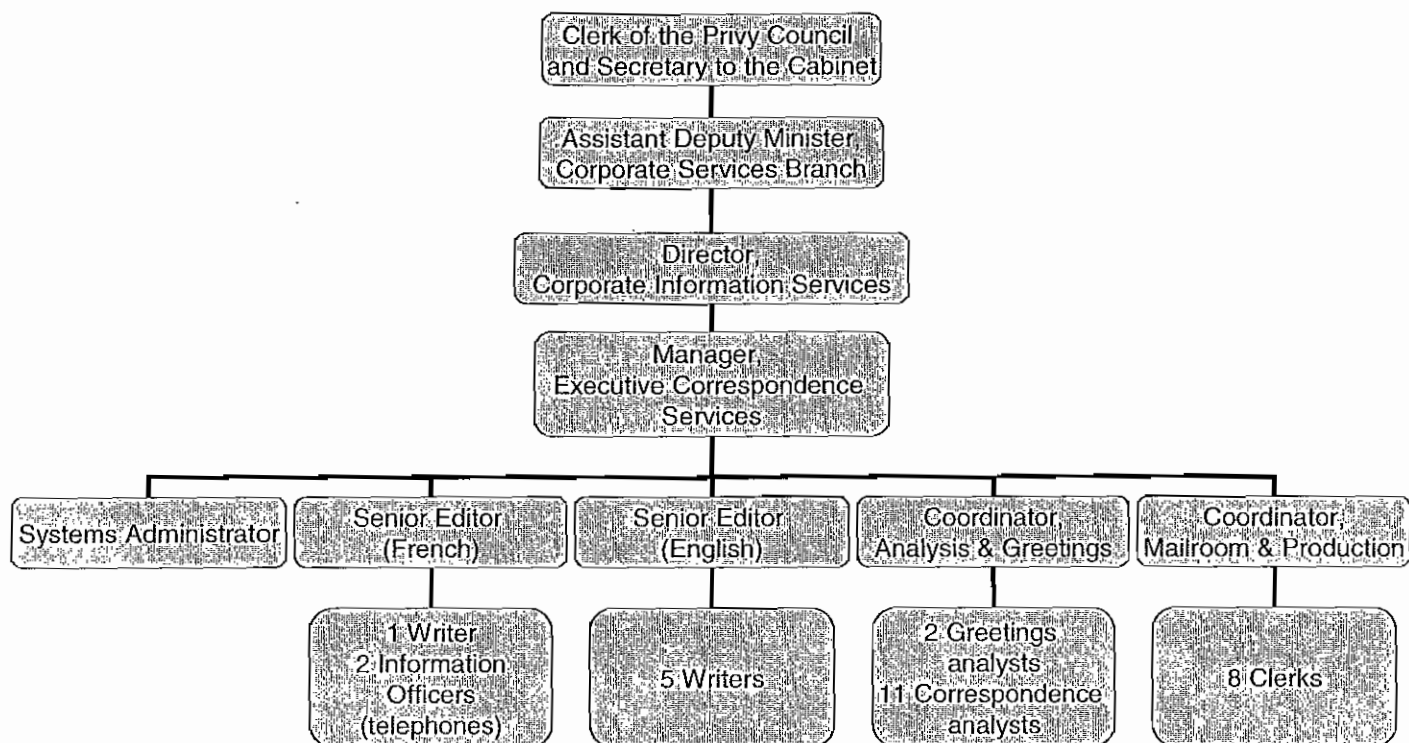 Clerk of the Privy Council
and Secretary to the Cabinet
Assistant Deputy Minister,
Corporate Services Branch
Director,
Corporate Information Services
Manager,
Executive Correspondence
Services
Systems Administrator
Senior Editor
(French)
Senior Editor
(English)
Coordinator,
Analysis & Greetings
Coordinator,
Mailroom & Production
1 Writer
2 Information
Officers
(telephones)
5 Writers
2 Greetings
analysts
11 Correspondence
analysts
8 Clerks